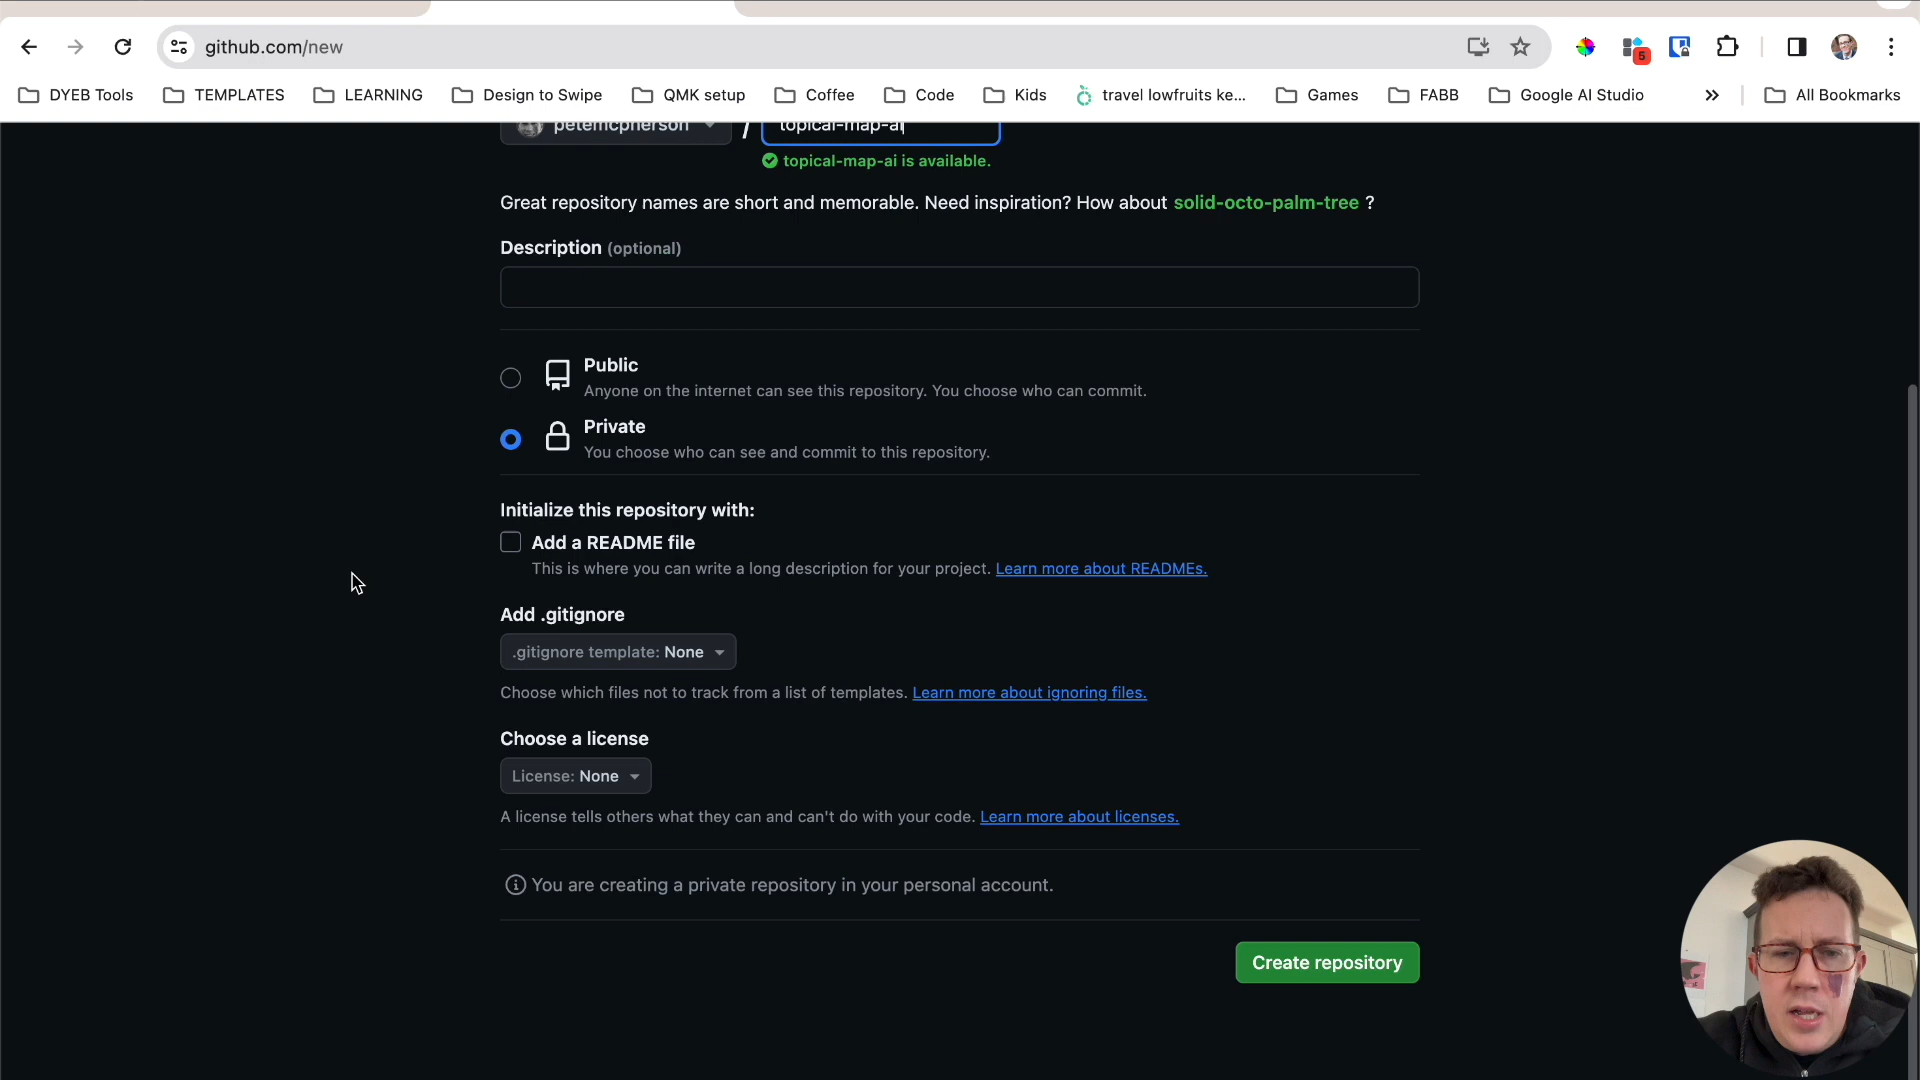 github.com/new
5
DYEB Tools TEMPLATES LEARNING Design to Swipe QMK setup Coffee Code Kids travel lowfruits ke... Games FABB Google AI Studio » All Bookmarks
petemcpherson / topical-map-ai
topical-map-ai is available.
Great repository names are short and memorable. Need inspiration? How about solid-octo-palm-tree ?
Description (optional)
Public
Anyone on the internet can see this repository. You choose who can commit.
Private
You choose who can see and commit to this repository.
Initialize this repository with:
Add a README file
This is where you can write a long description for your project. Learn more about READMEs.
Add .gitignore
.gitignore template: None
Choose which files not to track from a list of templates. Learn more about ignoring files.
Choose a license
License: None
A license tells others what they can and can't do with your code. Learn more about licenses.
You are creating a private repository in your personal account.
Create repository